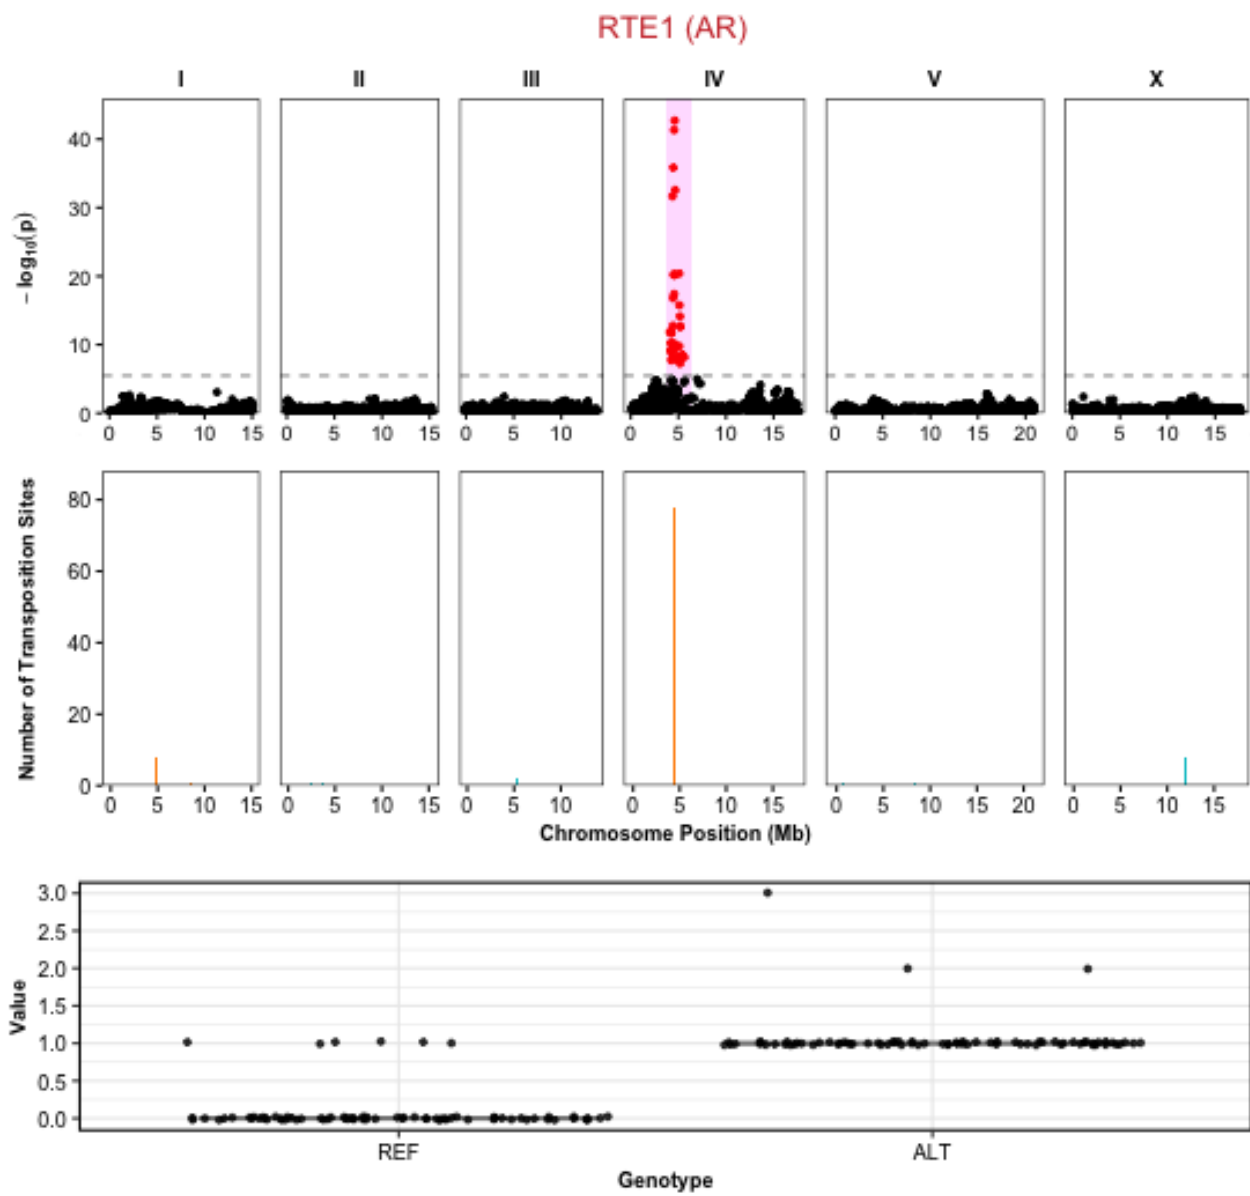 RTE1 (AR)
I II III IV V X
− log₁₀(p)
40
30
20
10
0
0 5 10 15 0 5 10 15 0 5 10 0 5 10 15 0 5 10 15 20 0 5 10 15
Number of Transposition Sites
80
60
40
20
0
0 5 10 15 0 5 10 15 0 5 10 0 5 10 15 0 5 10 15 20 0 5 10 15
Chromosome Position (Mb)
Value
3.0
2.5
2.0
1.5
1.0
0.5
0.0
REF ALT
Genotype